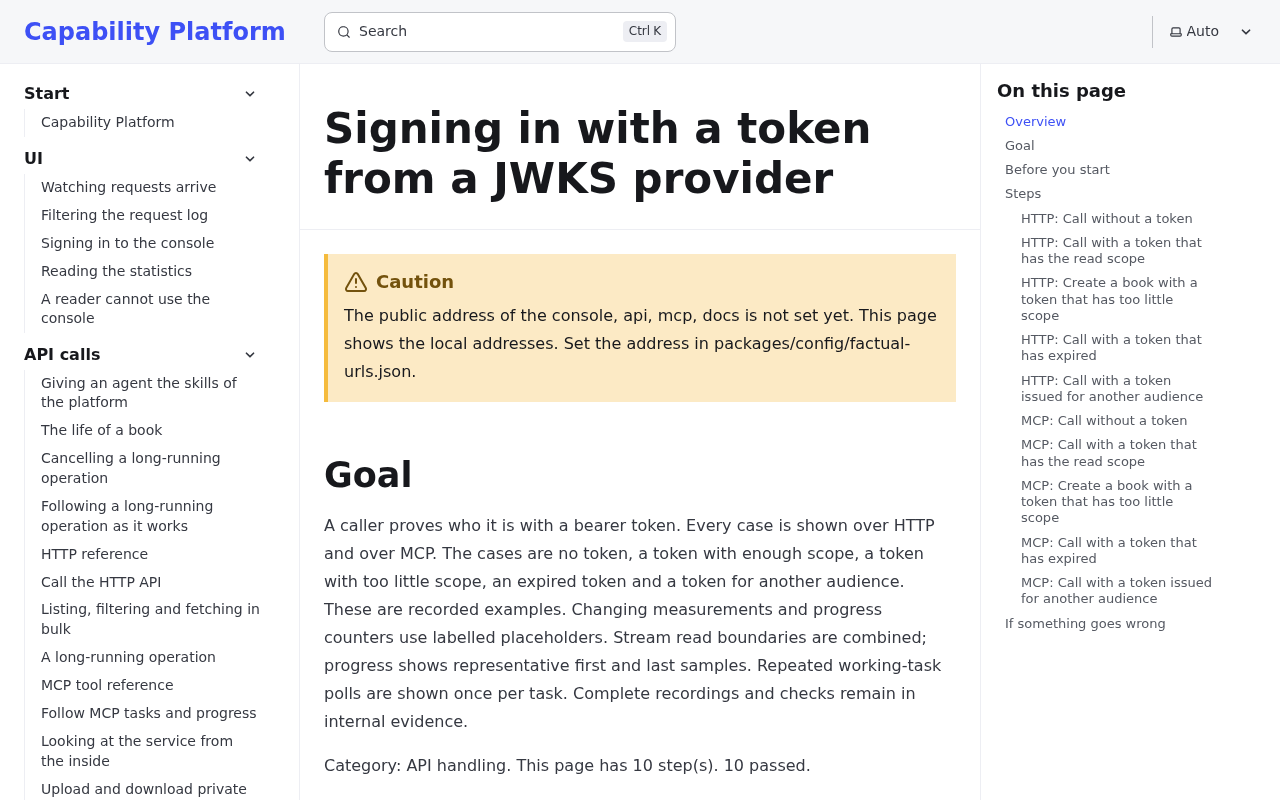 Capability Platform
Search
Ctrl K
Auto
Start
Capability Platform
UI
Watching requests arrive
Filtering the request log
Signing in to the console
Reading the statistics
A reader cannot use the
console
API calls
Giving an agent the skills of
the platform
The life of a book
Cancelling a long-running
operation
Following a long-running
operation as it works
HTTP reference
Call the HTTP API
Listing, filtering and fetching in
bulk
A long-running operation
MCP tool reference
Follow MCP tasks and progress
Looking at the service from
the inside
Upload and download private
Signing in with a token
from a JWKS provider
Caution
The public address of the console, api, mcp, docs is not set yet. This page
shows the local addresses. Set the address in packages/config/factual-
urls.json.
Goal
A caller proves who it is with a bearer token. Every case is shown over HTTP
and over MCP. The cases are no token, a token with enough scope, a token
with too little scope, an expired token and a token for another audience.
These are recorded examples. Changing measurements and progress
counters use labelled placeholders. Stream read boundaries are combined;
progress shows representative first and last samples. Repeated working-task
polls are shown once per task. Complete recordings and checks remain in
internal evidence.
Category: API handling. This page has 10 step(s). 10 passed.
On this page
Overview
Goal
Before you start
Steps
HTTP: Call without a token
HTTP: Call with a token that
has the read scope
HTTP: Create a book with a
token that has too little
scope
HTTP: Call with a token that
has expired
HTTP: Call with a token
issued for another audience
MCP: Call without a token
MCP: Call with a token that
has the read scope
MCP: Create a book with a
token that has too little
scope
MCP: Call with a token that
has expired
MCP: Call with a token issued
for another audience
If something goes wrong